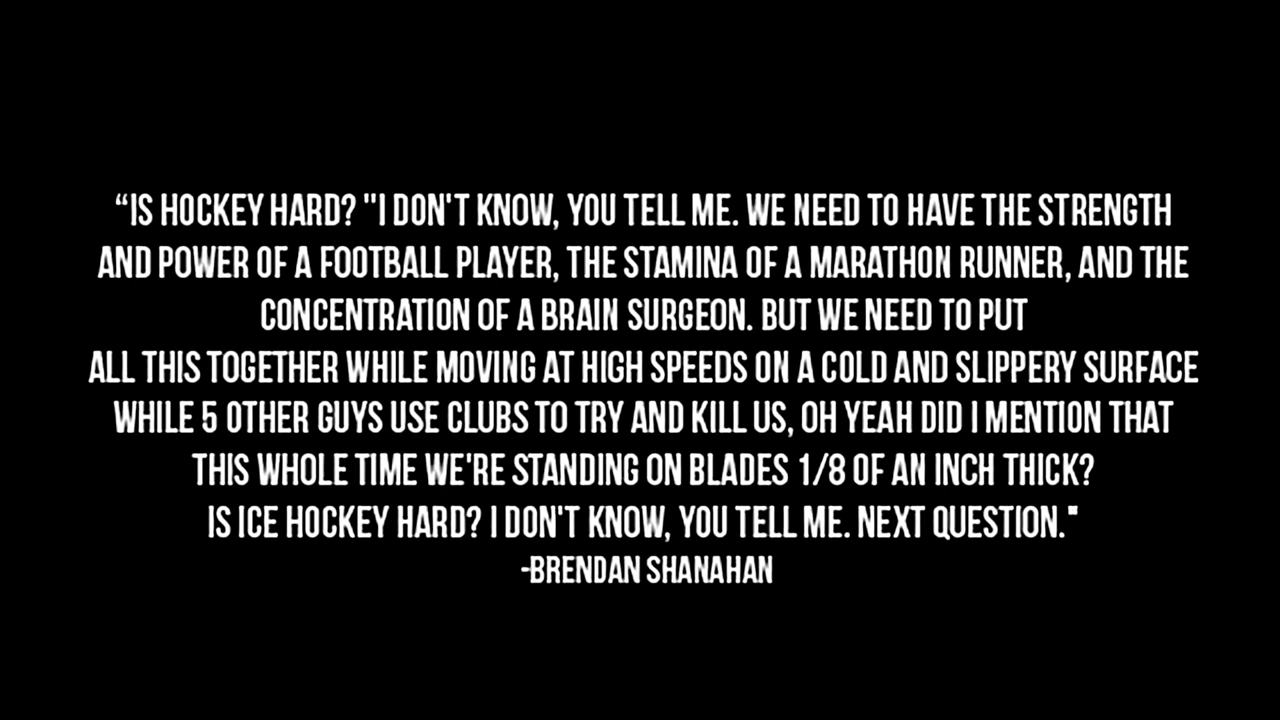 “IS HOCKEY HARD? "I DON'T KNOW, YOU TELL ME. WE NEED TO HAVE THE STRENGTH
AND POWER OF A FOOTBALL PLAYER, THE STAMINA OF A MARATHON RUNNER, AND THE
CONCENTRATION OF A BRAIN SURGEON. BUT WE NEED TO PUT
ALL THIS TOGETHER WHILE MOVING AT HIGH SPEEDS ON A COLD AND SLIPPERY SURFACE
WHILE 5 OTHER GUYS USE CLUBS TO TRY AND KILL US, OH YEAH DID I MENTION THAT
THIS WHOLE TIME WE'RE STANDING ON BLADES 1/8 OF AN INCH THICK?
IS ICE HOCKEY HARD? I DON'T KNOW, YOU TELL ME. NEXT QUESTION."
-BRENDAN SHANAHAN